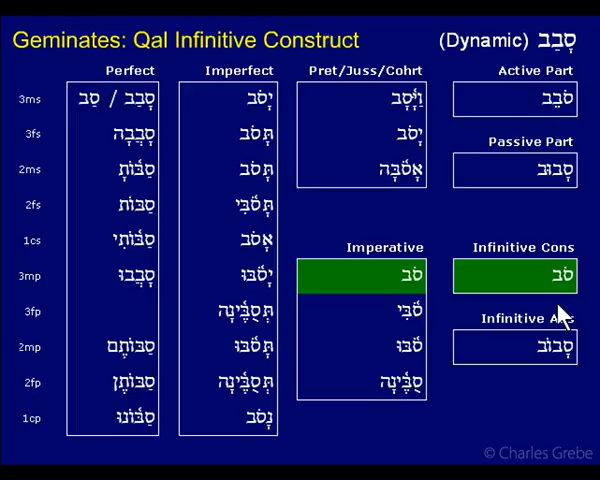 Geminates: Qal Infinitive Construct (Dynamic) סָבַב
Perfect Imperfect Pret/Juss/Cohrt Active Part
3ms סָבַב / סַב יָסֹב וַיָּ֫סָב סֹבֵב
3fs סָבֲבָה תָּסֹב יָסֹב
Passive Part
2ms סַבּ֫וֹתָ תָּסֹב אָסֹ֫בָּה סָבוּב
2fs סַבּוֹת תָּסֹ֫בִּי
1cs סַבּ֫וֹתִי אָסֹב
Imperative Infinitive Cons
3mp סָבֲבוּ יָסֹ֫בּוּ סֹב סֹב
3fp תְּסֻבֶּ֫ינָה סֹ֫בִּי
Infinitive
2mp סַבּוֹתֶם תָּסֹ֫בּוּ סֹ֫בּוּ סָבוֹב
2fp סַבּוֹתֶן תְּסֻבֶּ֫ינָה סֻבֶּ֫ינָה
1cp סַבּ֫וֹנוּ נָסֹב
© Charles Grebe